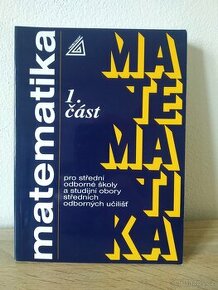 matematika
1.
část
pro střední
odborné školy
a studijní obory
středních
odborných učilišť
MA
TE
MA
TI
KA